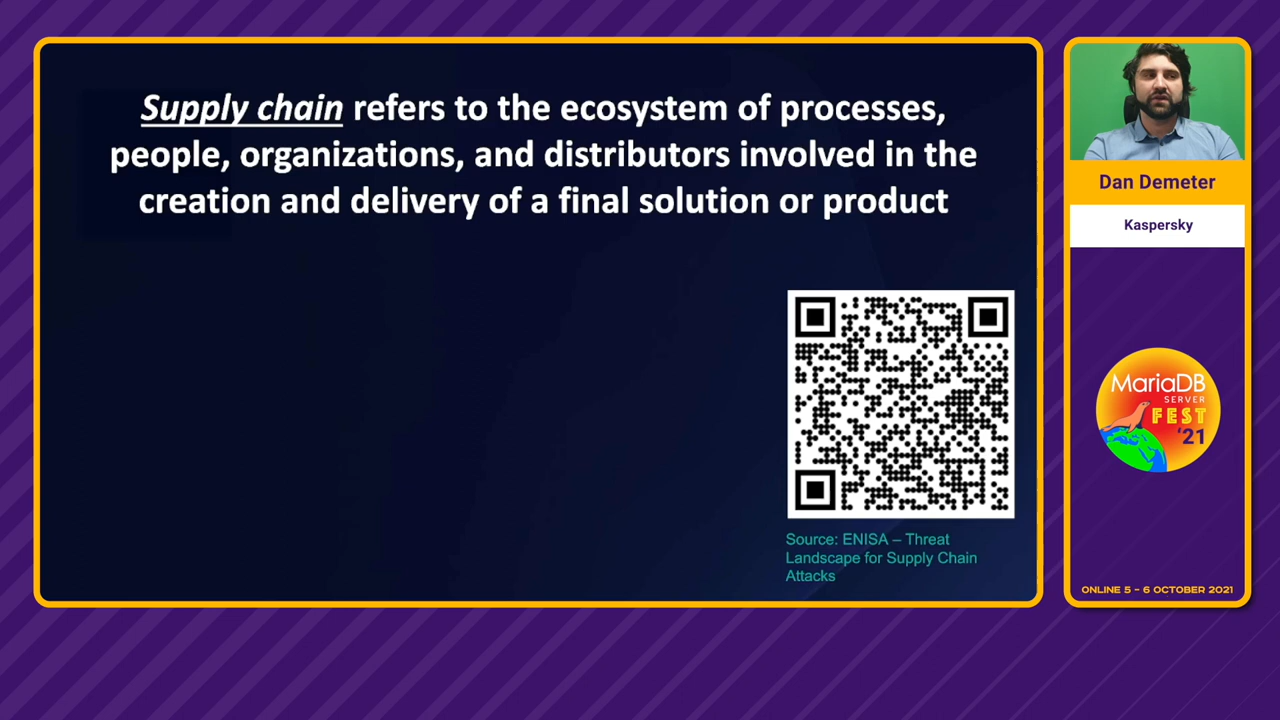 Supply chain refers to the ecosystem of processes,
people, organizations, and distributors involved in the
creation and delivery of a final solution or product
Source: ENISA – Threat
Landscape for Supply Chain
Attacks
Dan Demeter
Kaspersky
MariaDB
SERVER
FEST
'21
ONLINE 5 - 6 OCTOBER 2021